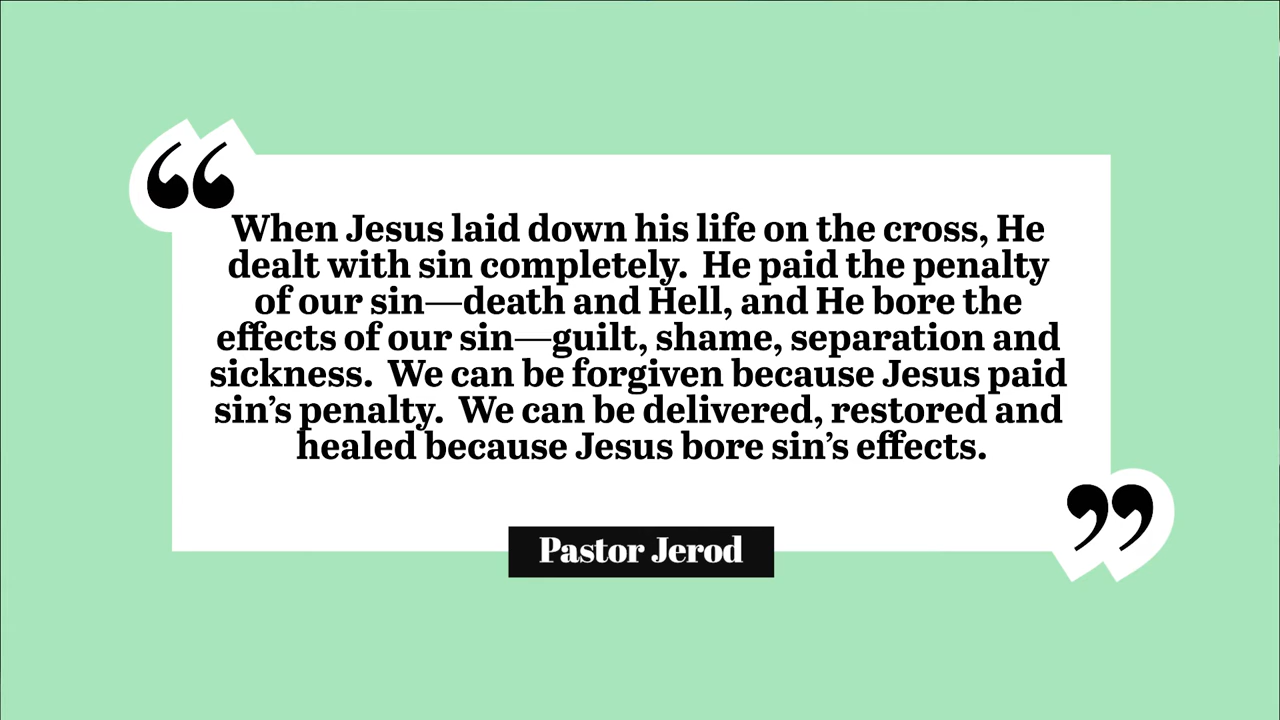 “
When Jesus laid down his life on the cross, He
dealt with sin completely.  He paid the penalty
of our sin—death and Hell, and He bore the
effects of our sin—guilt, shame, separation and
sickness.  We can be forgiven because Jesus paid
sin’s penalty.  We can be delivered, restored and
healed because Jesus bore sin’s effects.
”
Pastor Jerod